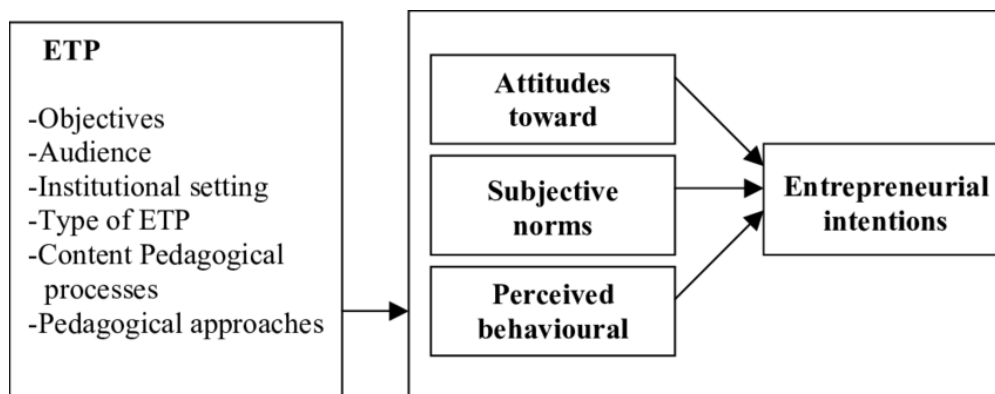 ETP
-Objectives
-Audience
-Institutional setting
-Type of ETP
-Content Pedagogical
processes
-Pedagogical approaches
Attitudes
toward
Subjective
norms
Perceived
behavioural
Entrepreneurial
intentions